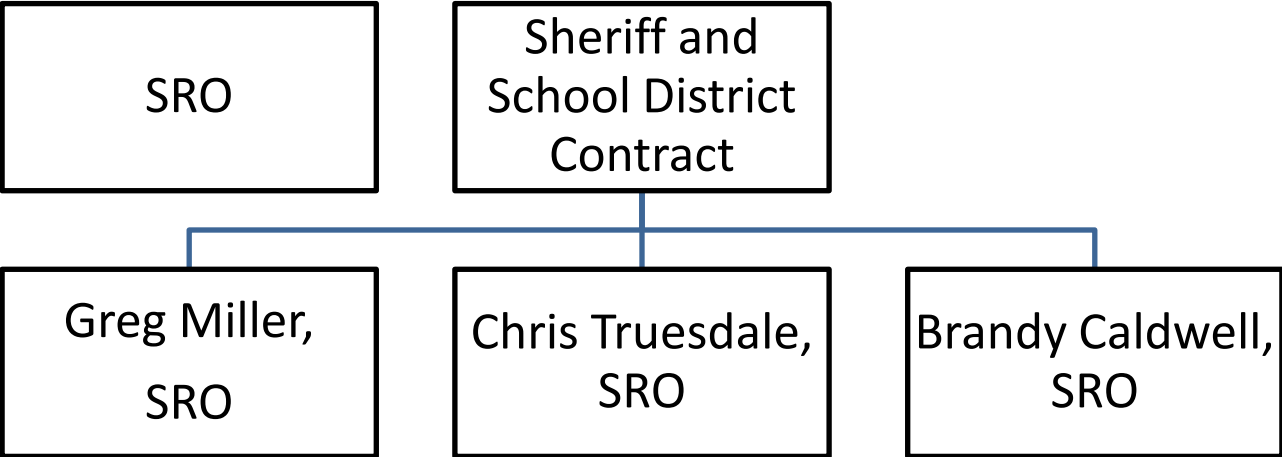 SRO
Sheriff and
School District
Contract
Greg Miller,
SRO
Chris Truesdale,
SRO
Brandy Caldwell,
SRO